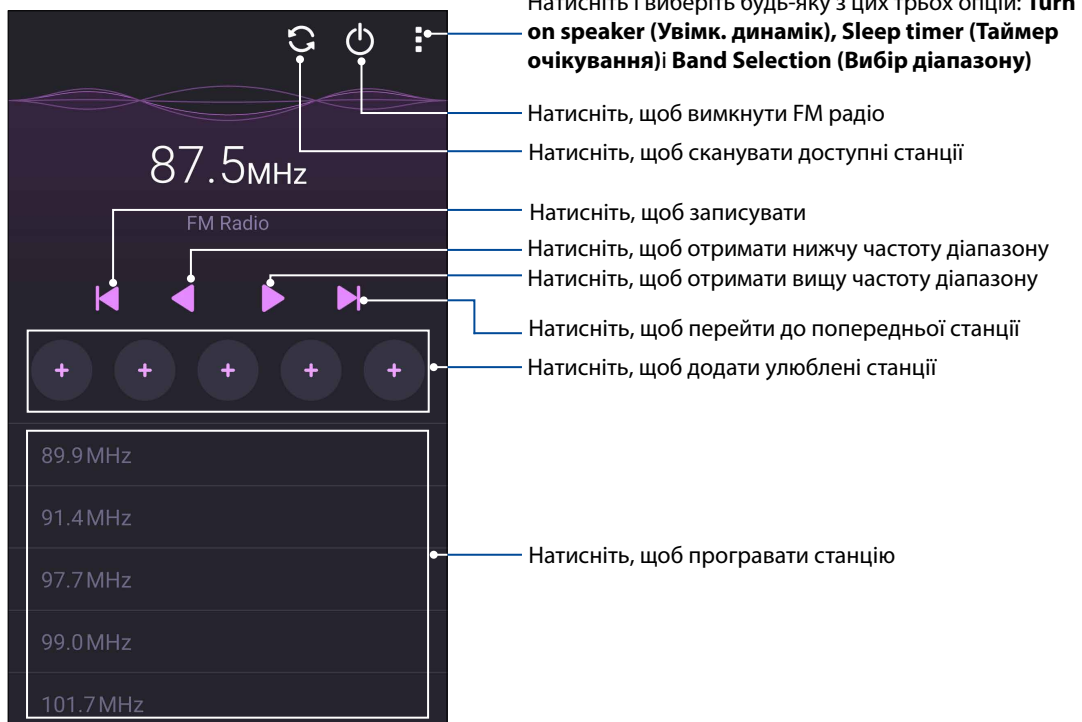 Натисніть і виберіть будь-яку з цих трьох опцій: Turn
on speaker (Увімк. динамік), Sleep timer (Таймер
очікування)і Band Selection (Вибір діапазону)
Натисніть, щоб вимкнути FM радіо
Натисніть, щоб сканувати доступні станції
87.5MHz
FM Radio
Натисніть, щоб записувати
Натисніть, щоб отримати нижчу частоту діапазону
Натисніть, щоб отримати вищу частоту діапазону
Натисніть, щоб перейти до попередньої станції
Натисніть, щоб додати улюблені станції
89.9MHz
91.4MHz
97.7MHz
99.0MHz
101.7MHz
Натисніть, щоб програвати станцію